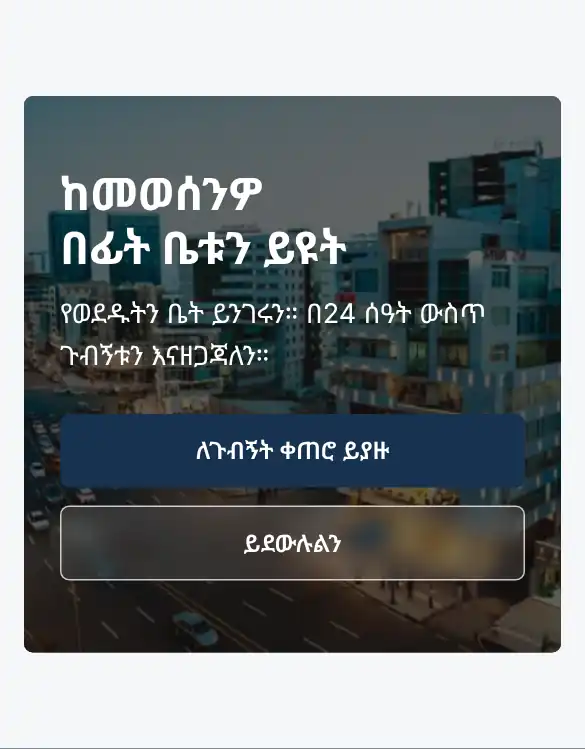 ከመወሰንዎ
በፊት ቤቱን ይዩት
የወደዱትን ቤት ይንገሩን። በ24 ሰዓት ውስጥ
ጉብኝቱን እናዘጋጃለን።
ለጉብኝት ቀጠሮ ይያዙ
ይደውሉልን